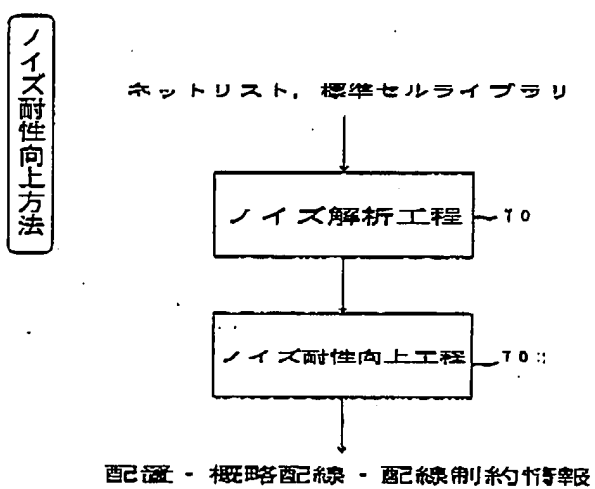 ノイズ耐性向上方法
ネットリスト，標準セルライブラリ
ノイズ解析工程
ノイズ耐性向上工程
配置・概略配線・配線制約情報